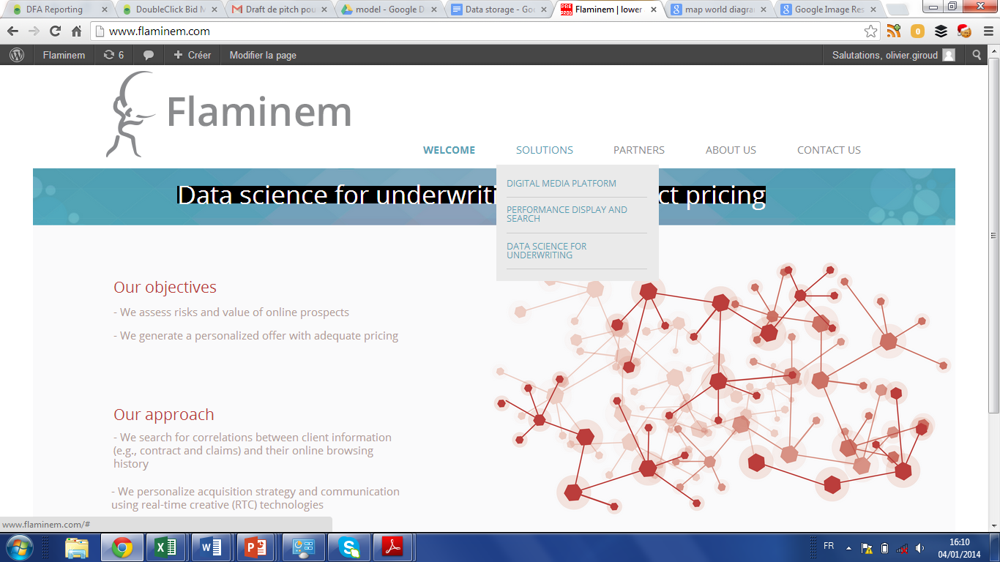 DFA Reporting
DoubleClick Bid M
Draft de pitch pou
model - Google D
Data storage - Goo
Flaminem | lower
map world diagra
Google Image Res
www.flaminem.com
0
Flaminem
6
Créer
Modifier la page
Salutations, olivier.giroud
Flaminem
WELCOME
SOLUTIONS
PARTNERS
ABOUT US
CONTACT US
DIGITAL MEDIA PLATFORM
PERFORMANCE DISPLAY AND
SEARCH
DATA SCIENCE FOR
UNDERWRITING
Data science for underwriti ct pricing
Our objectives
- We assess risks and value of online prospects
- We generate a personalized offer with adequate pricing
Our approach
- We search for correlations between client information
(e.g., contract and claims) and their online browsing
history
- We personalize acquisition strategy and communication
using real-time creative (RTC) technologies
www.flaminem.com/#
FR
16:10
04/01/2014